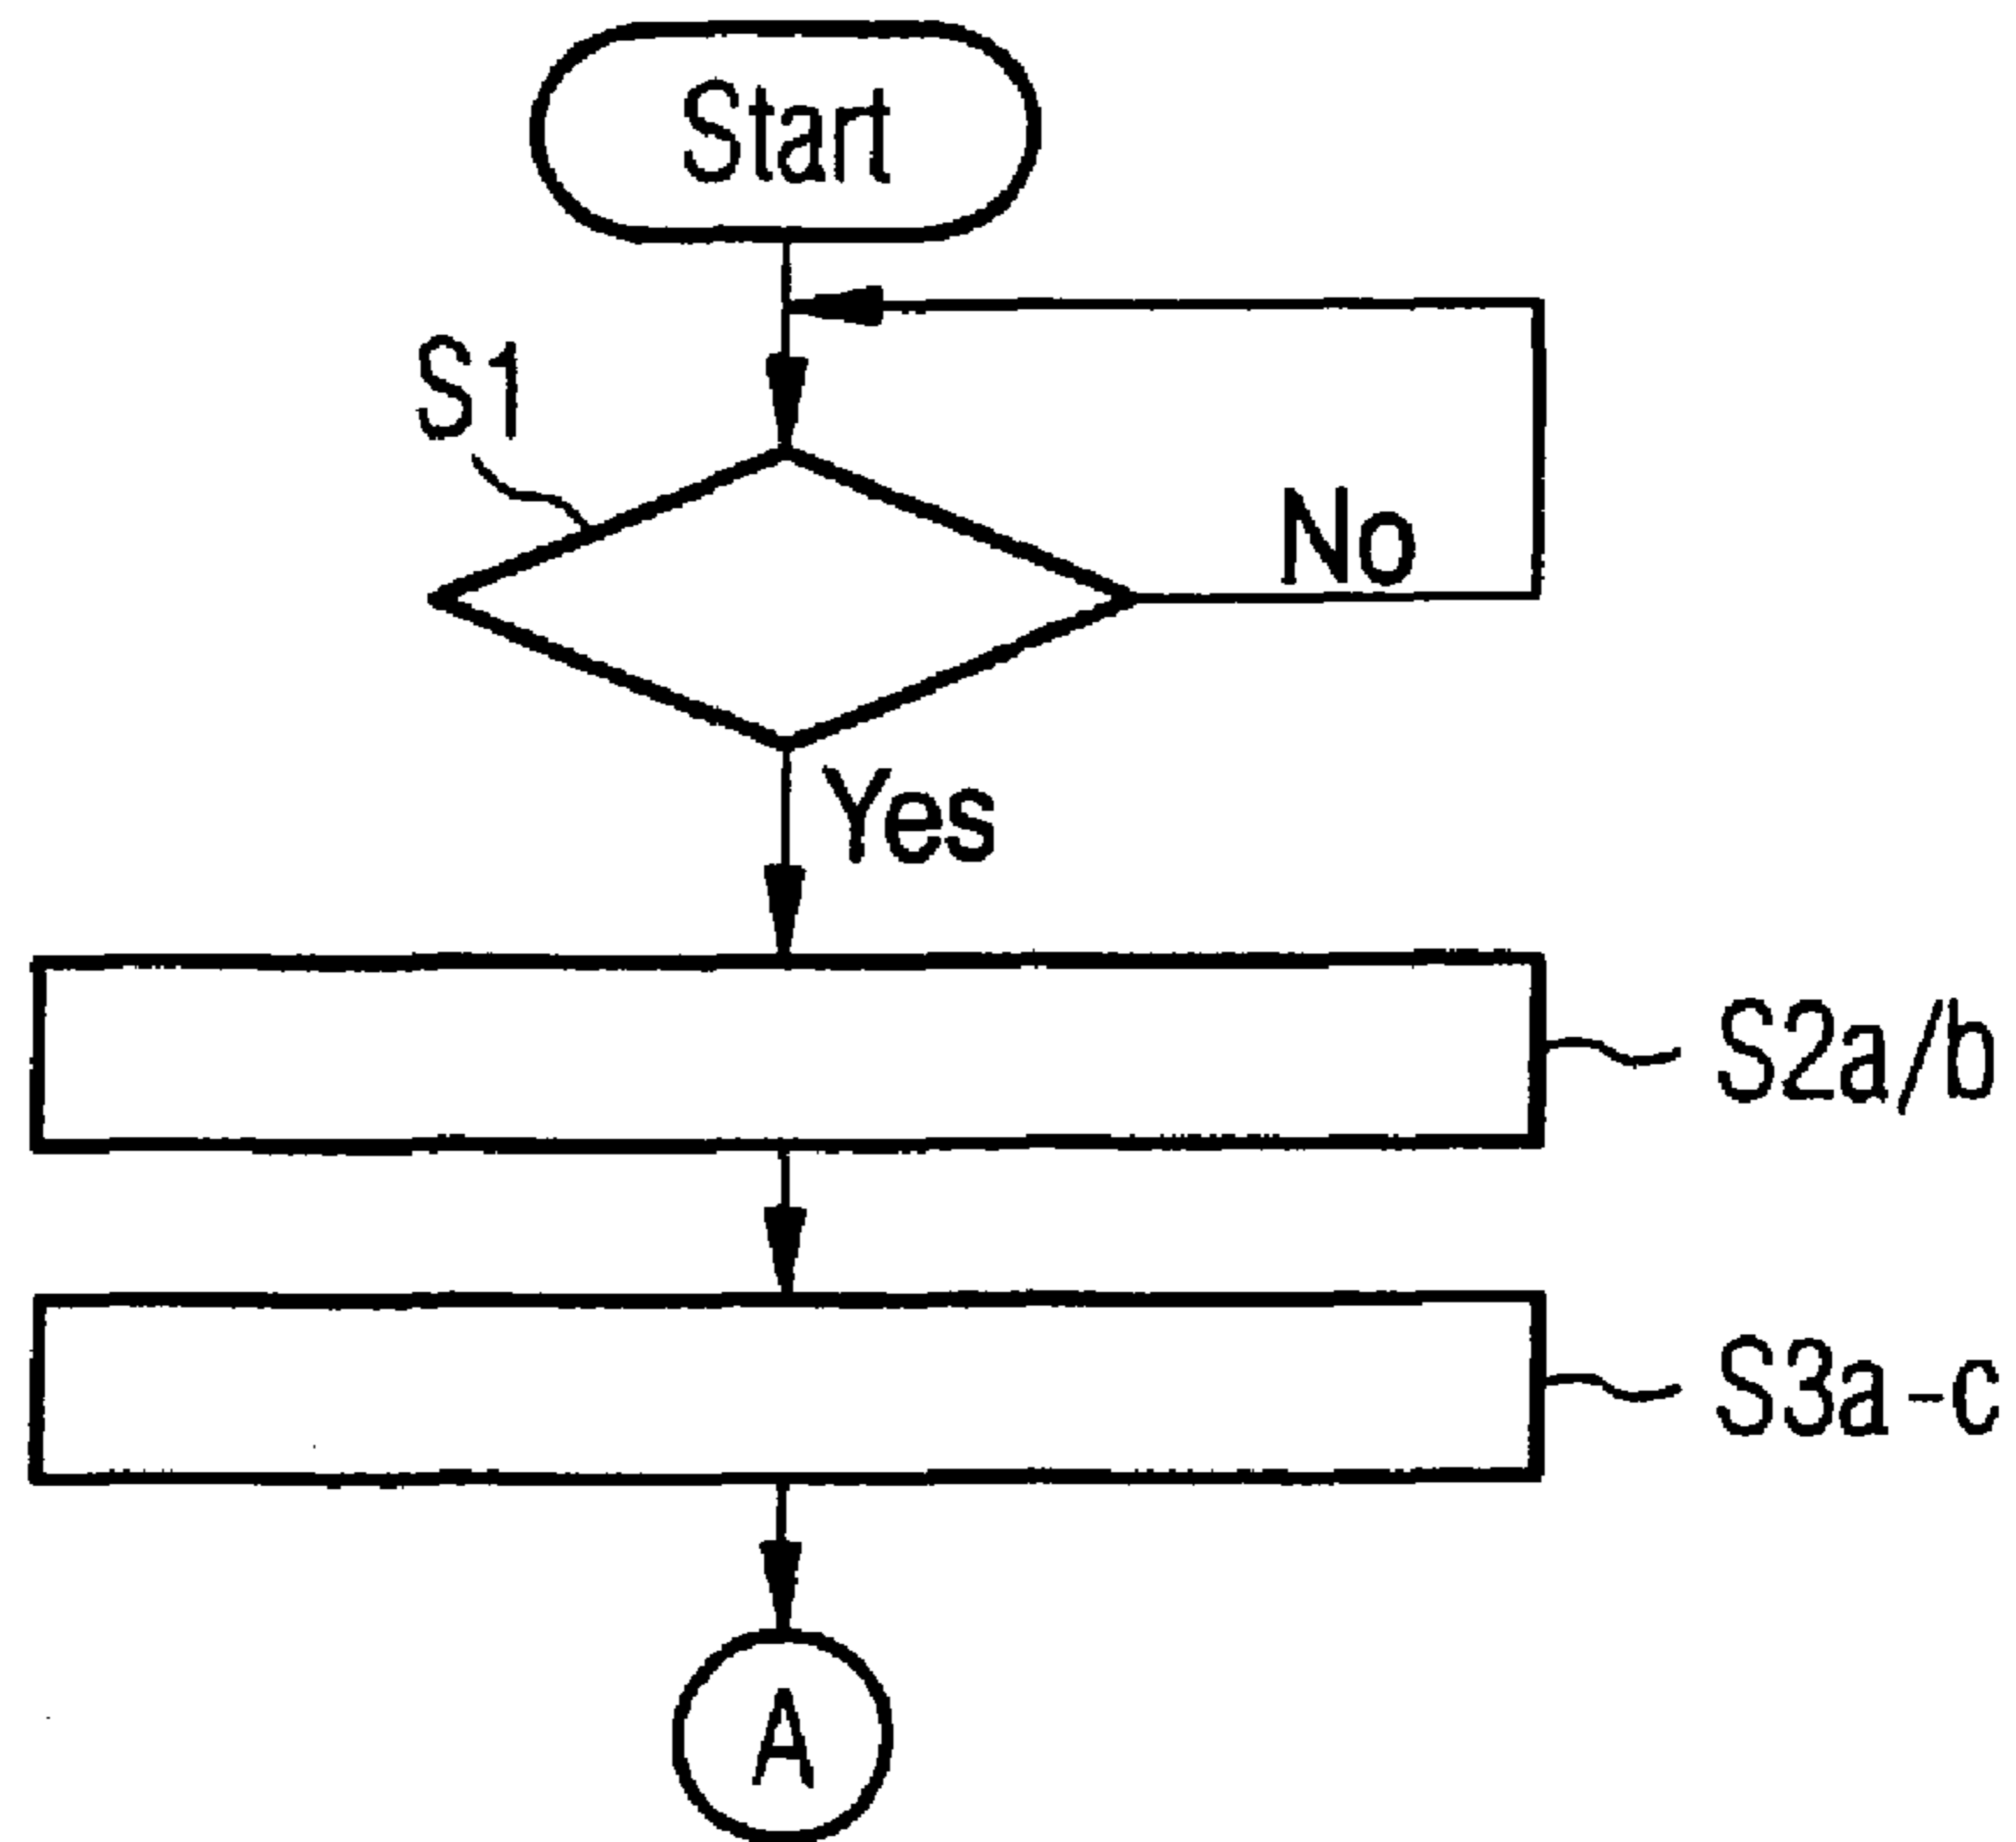 Start
S1
No
Yes
S2a/b
S3a-c
A